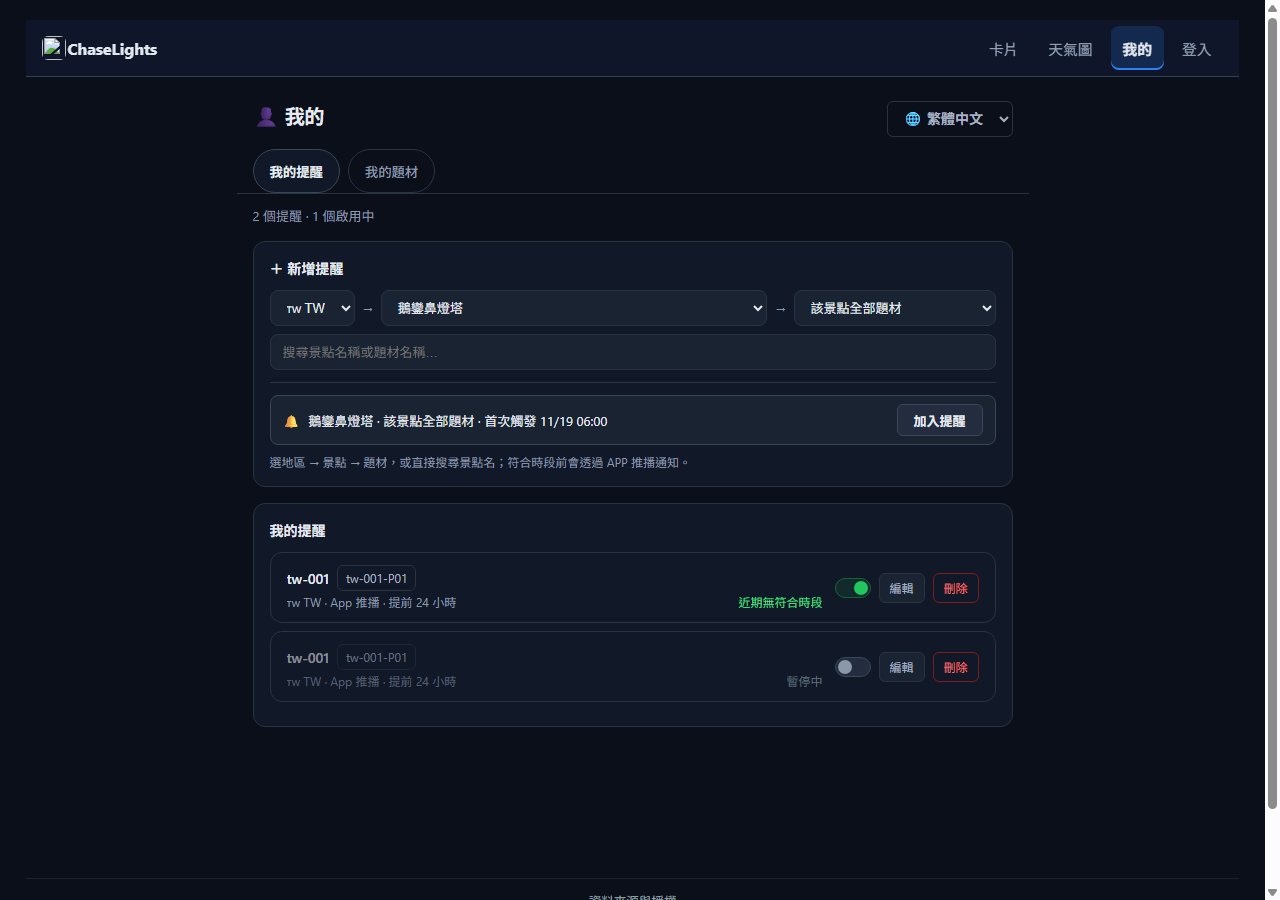 ChaseLights
卡片
天氣圖
我的
登入
👤 我的
🌐 繁體中文
我的提醒
我的題材
2 個提醒 · 1 個啟用中
＋ 新增提醒
TW TW → 鵝鑾鼻燈塔 → 該景點全部題材
搜尋景點名稱或題材名稱…
🔔 鵝鑾鼻燈塔 · 該景點全部題材 · 首次觸發 11/19 06:00
加入提醒
選地區 → 景點 → 題材，或直接搜尋景點名；符合時段前會透過 APP 推播通知。
我的提醒
tw-001 tw-001-P01
TW TW · App 推播 · 提前 24 小時
近期無符合時段
編輯
刪除
tw-001 tw-001-P01
TW TW · App 推播 · 提前 24 小時
暫停中
編輯
刪除